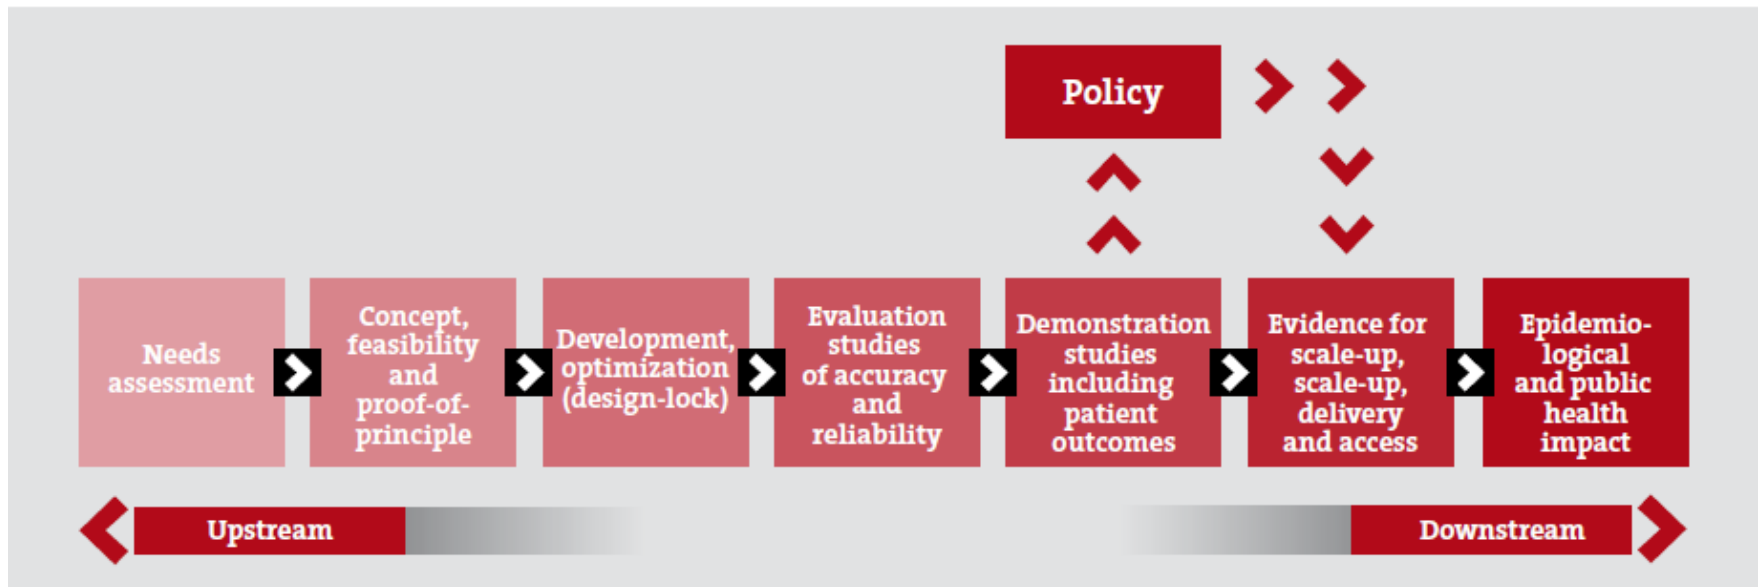 Policy
Needs
assessment
Concept,
feasibility
and
proof-of-
principle
Development,
optimization
(design-lock)
Evaluation
studies
of accuracy
and
reliability
Demonstration
studies
including
patient
outcomes
Evidence for
scale-up,
scale-up,
delivery
and access
Epidemio-
logical
and public
health
impact
Upstream
Downstream